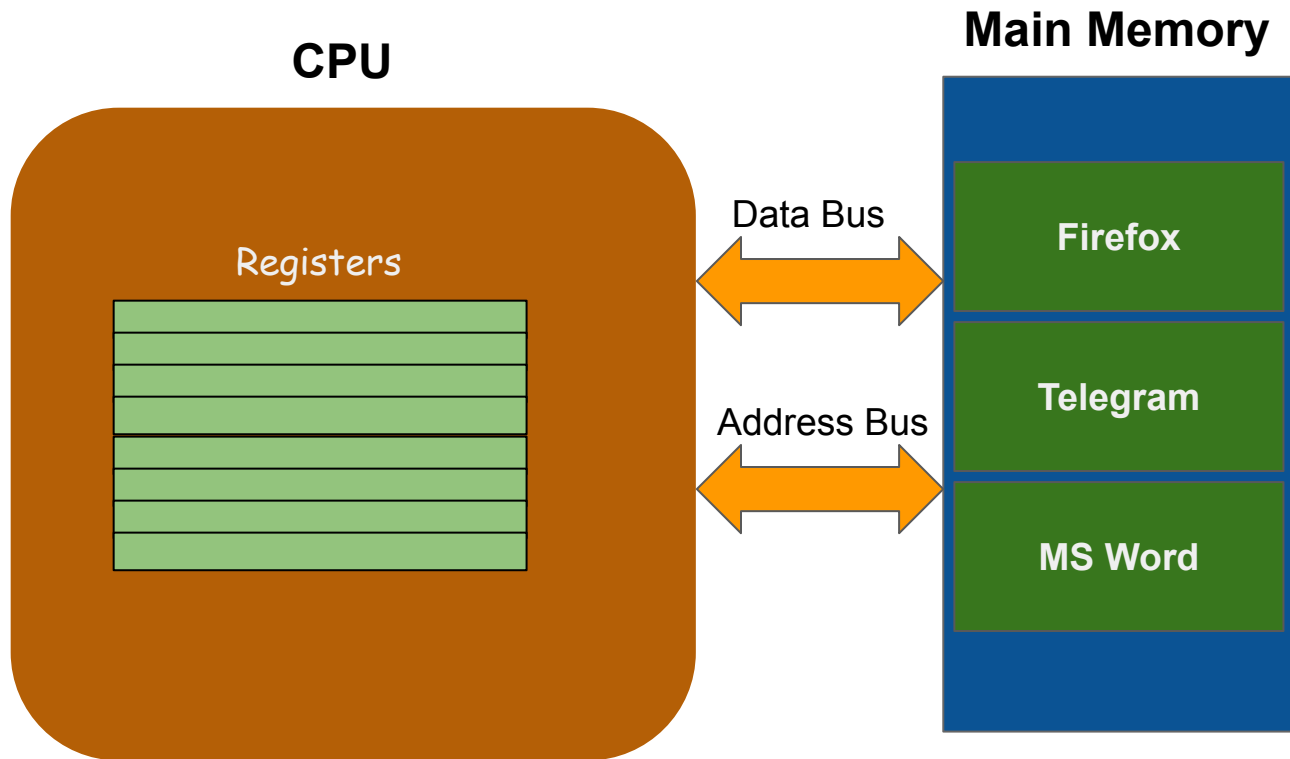 CPU
Main Memory
Registers
Data Bus
Address Bus
Firefox
Telegram
MS Word